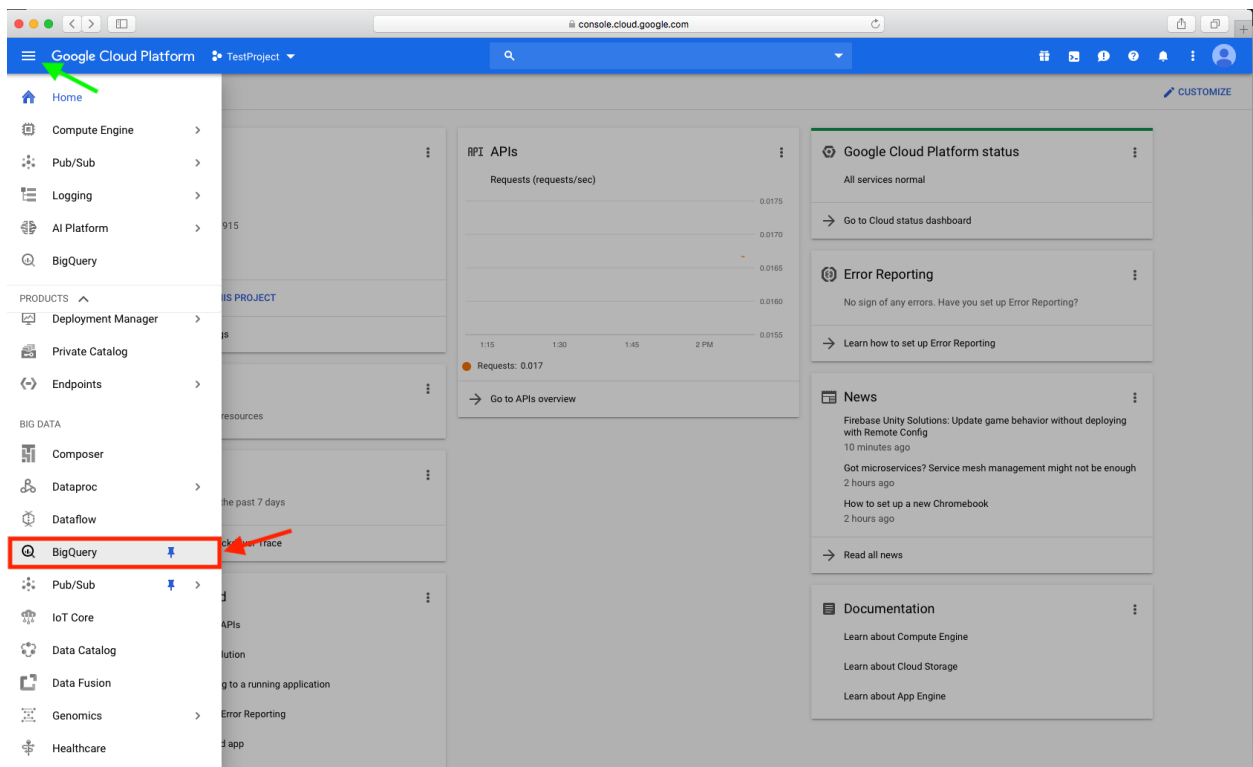 console.cloud.google.com
Google Cloud Platform
TestProject
Home
Compute Engine
Pub/Sub
Logging
AI Platform
BigQuery
PRODUCTS
Deployment Manager
Private Catalog
Endpoints
BIG DATA
Composer
Dataproc
Dataflow
BigQuery
Pub/Sub
IoT Core
Data Catalog
Data Fusion
Genomics
Healthcare
CUSTOMIZE
915
IS PROJECT
resources
the past 7 days
Trace
APIs
lution
g to a running application
Error Reporting
d app
API APIs
Requests (requests/sec)
0.0175
0.0170
0.0165
0.0160
0.0155
1:15
1:30
1:45
2 PM
Requests: 0.017
Go to APIs overview
Google Cloud Platform status
All services normal
Go to Cloud status dashboard
Error Reporting
No sign of any errors. Have you set up Error Reporting?
Learn how to set up Error Reporting
News
Firebase Unity Solutions: Update game behavior without deploying
with Remote Config
10 minutes ago
Got microservices? Service mesh management might not be enough
2 hours ago
How to set up a new Chromebook
2 hours ago
Read all news
Documentation
Learn about Compute Engine
Learn about Cloud Storage
Learn about App Engine